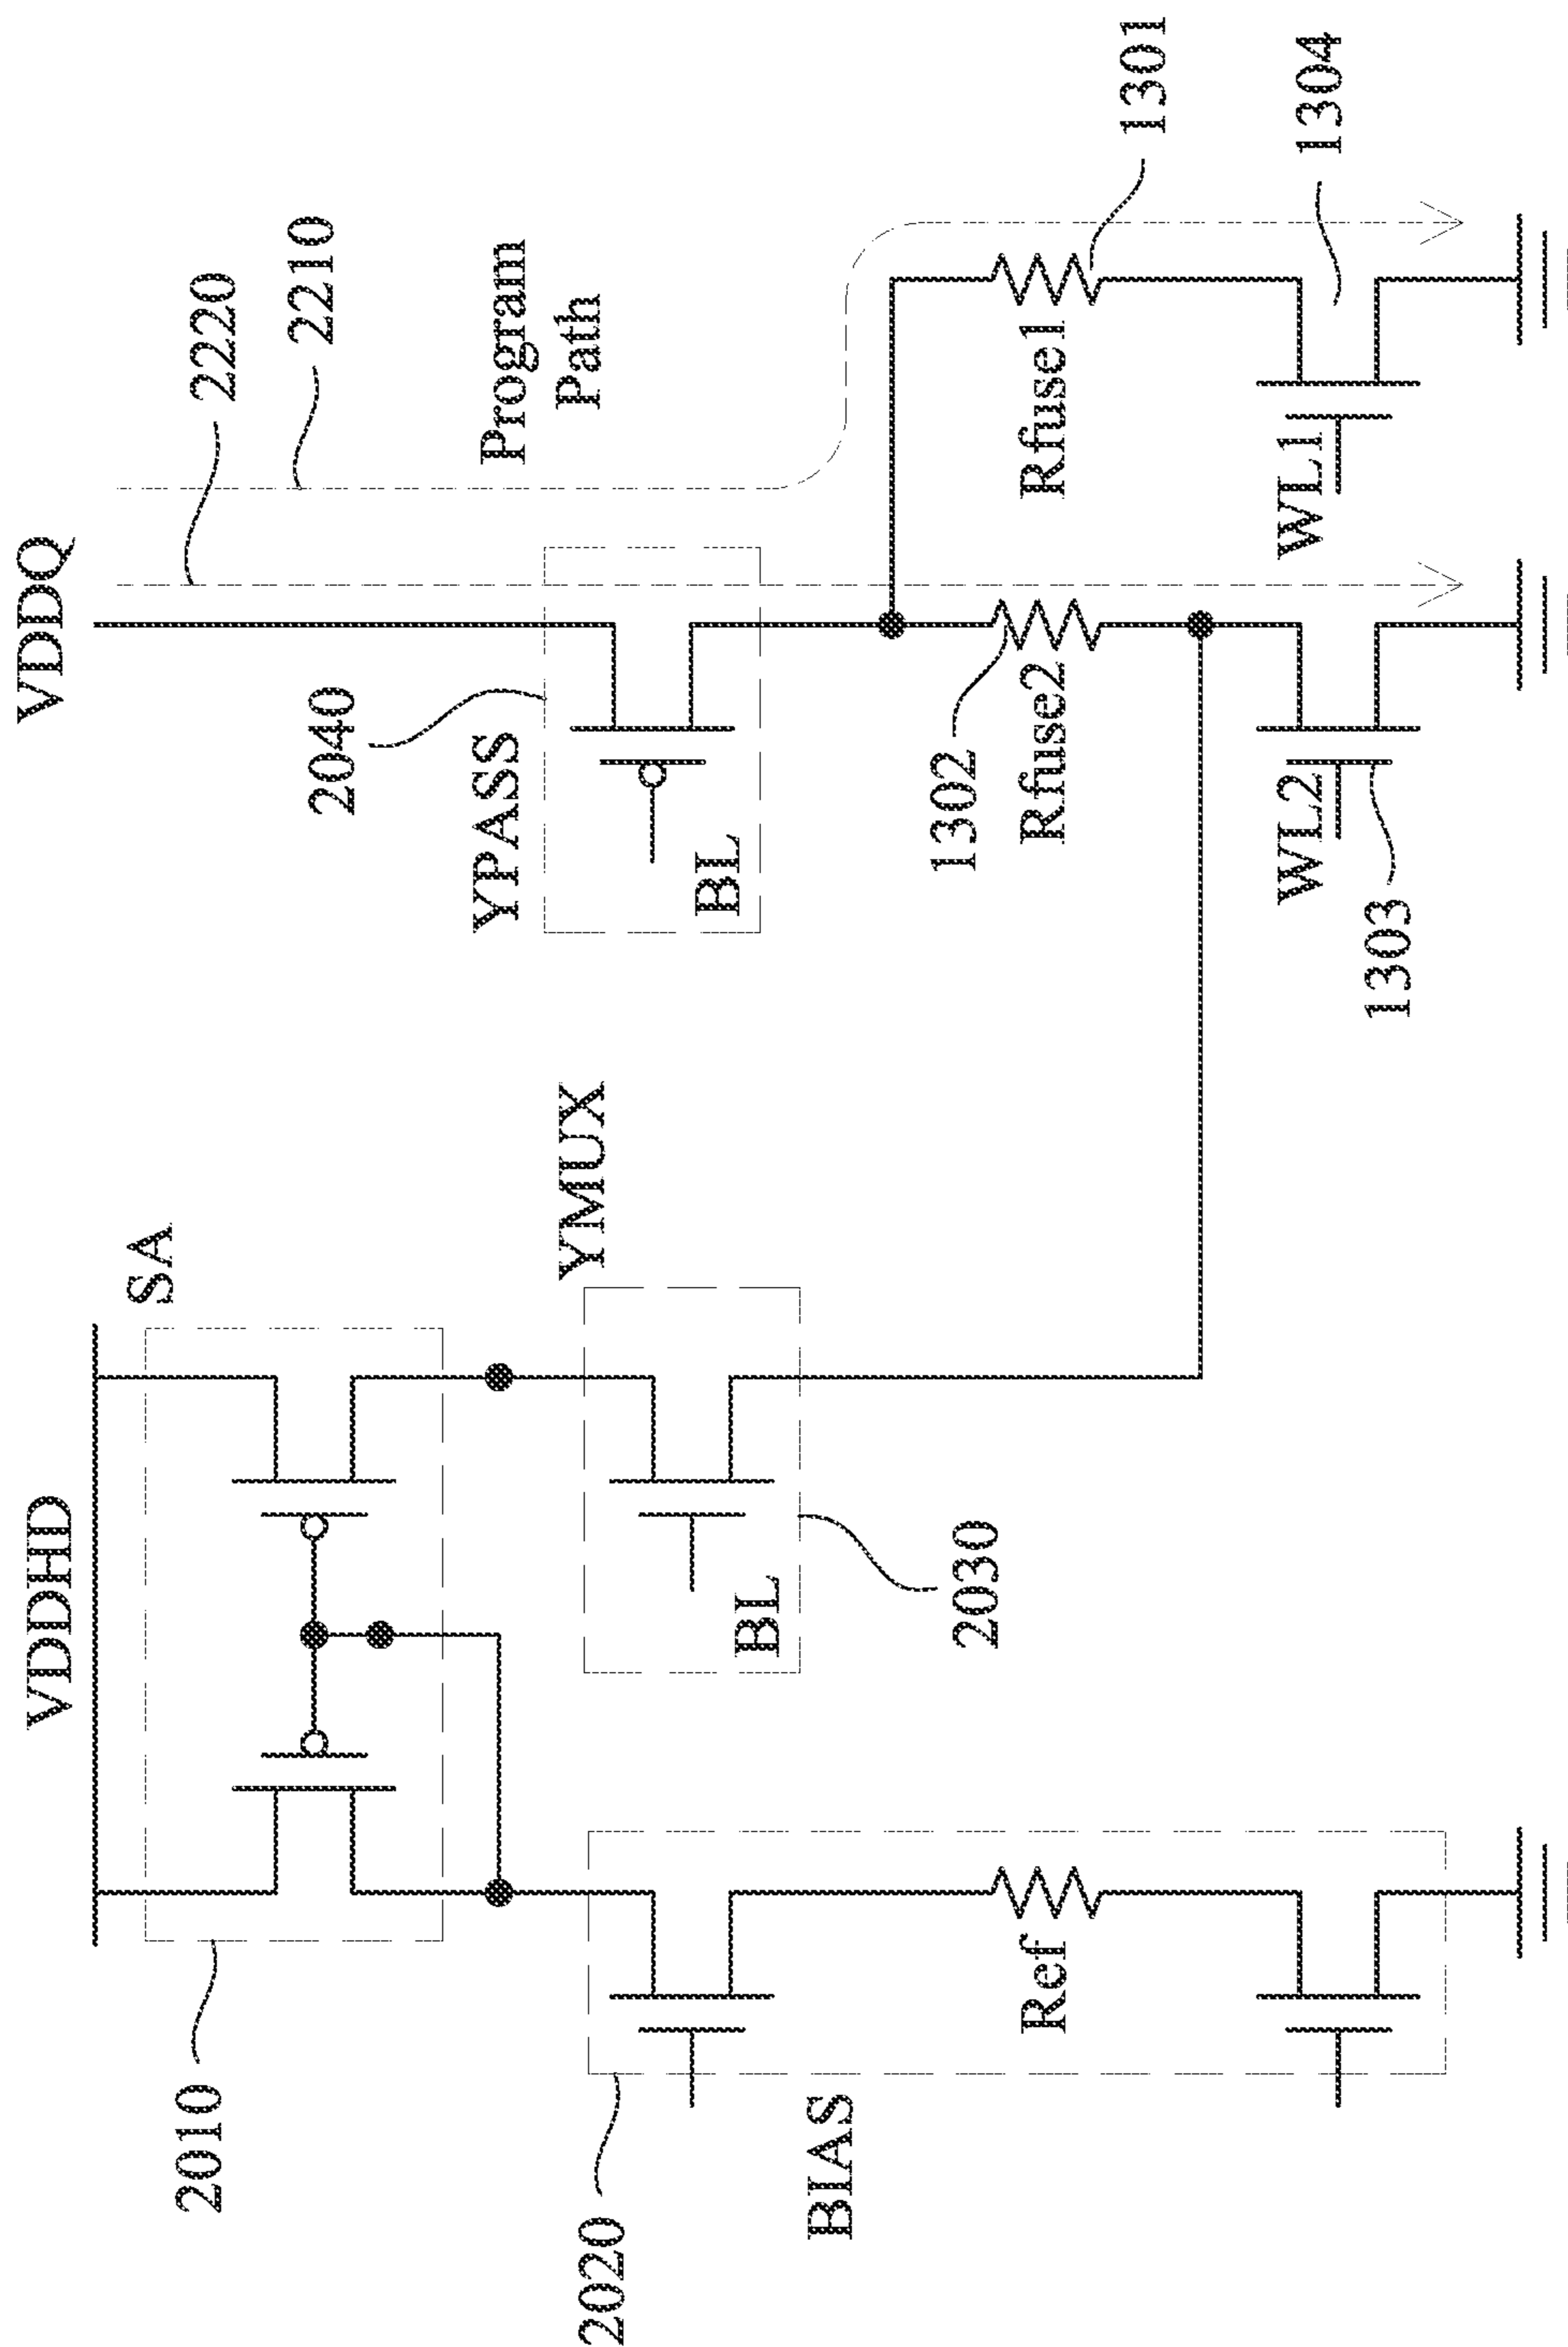 VDDHD
VDDQ
SA
2010
2220
2210
2040
Program
Path
YPASS
YMUX
BL
BL
2020
BIAS
2030
1302
1301
Ref
Rfuse2
Rfuse1
WL2
WL1
1303
1304